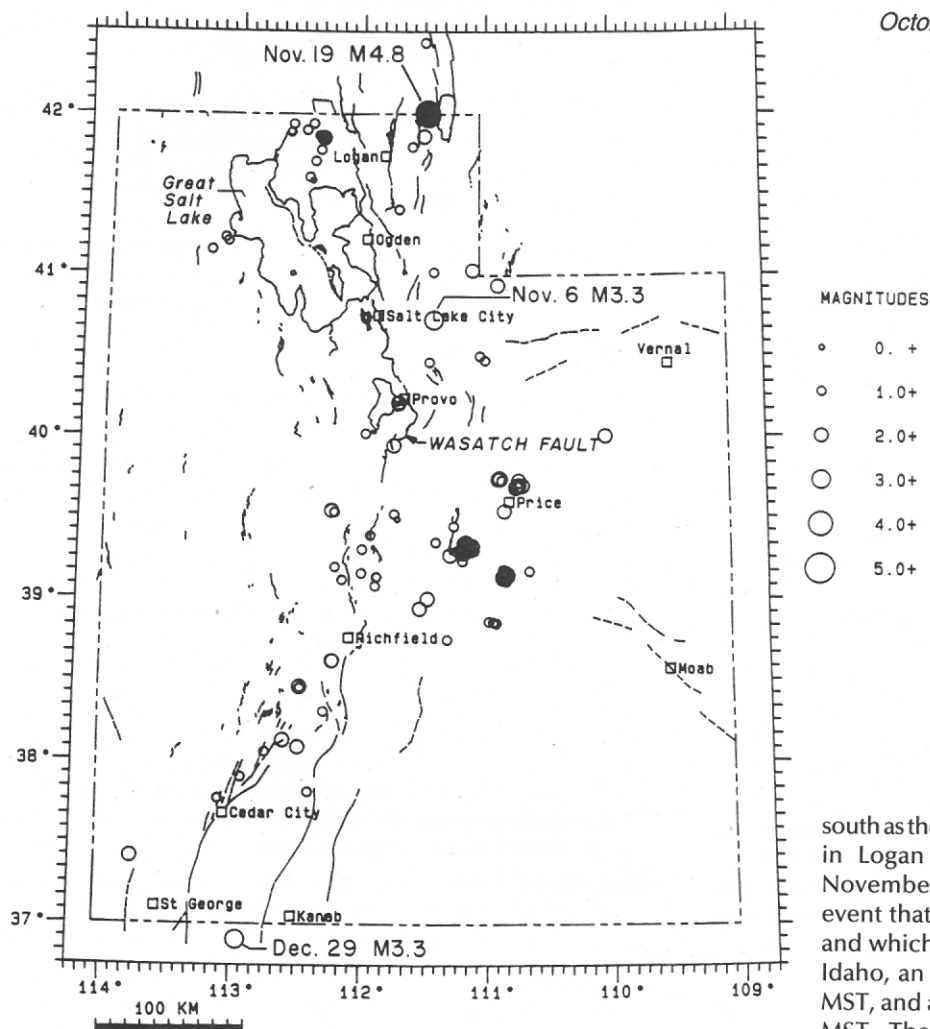 Octo
Nov. 19 M4.8
42°
Logan
Great
Salt
Lake
Ogden
41°
Nov. 6 M3.3
MAGNITUDES
Salt Lake City
Vernal
0. +
1.0+
Provo
40°
WASATCH FAULT
2.0+
3.0+
Price
4.0+
5.0+
39°
Richfield
Moab
38°
Cedar City
south as the
in Logan
November
St George
event that
37°
Kanab
and which
Dec. 29 M3.3
Idaho, an
114°
113°
112°
111°
110°
109°
MST, and a
100 KM
MST. The